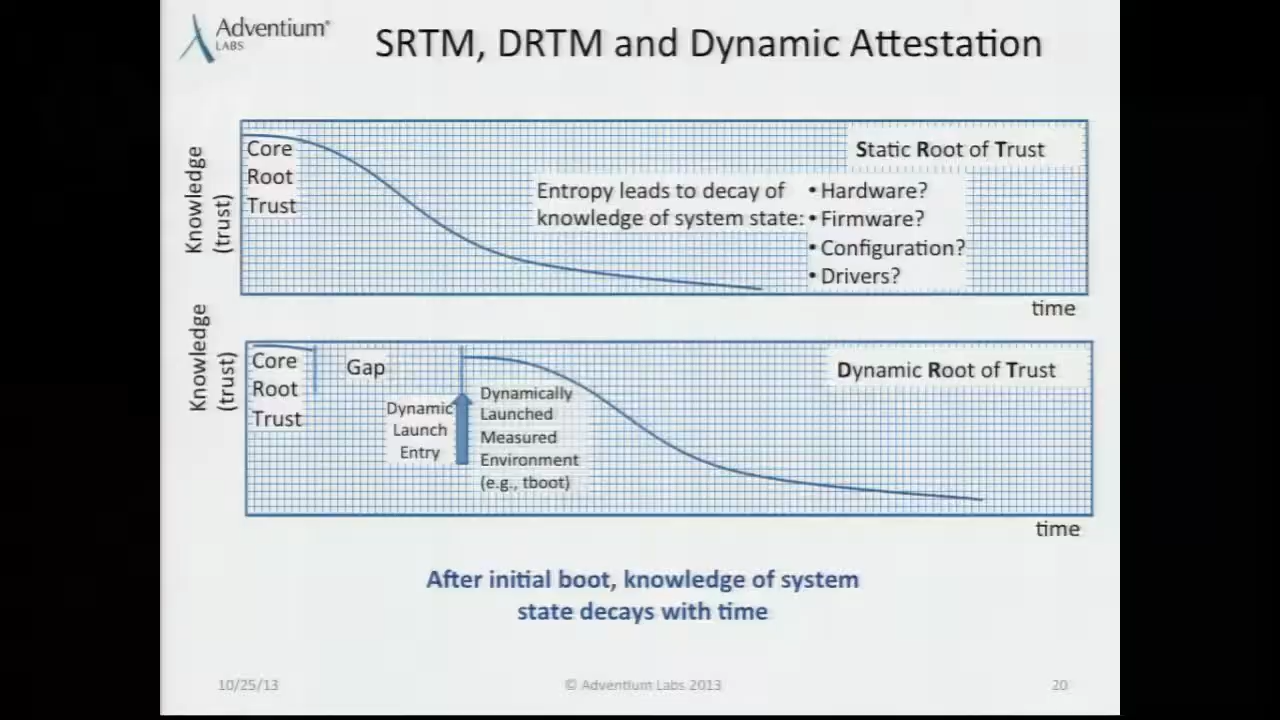 Adventium®
LABS
SRTM, DRTM and Dynamic Attestation
Knowledge
(trust)
Core
Root
Trust
Static Root of Trust
Entropy leads to decay of
knowledge of system state:
• Hardware?
• Firmware?
• Configuration?
• Drivers?
time
Knowledge
(trust)
Core
Root
Trust
Gap
Dynamic
Launch
Entry
Dynamically
Launched
Measured
Environment
(e.g., tboot)
Dynamic Root of Trust
time
After initial boot, knowledge of system
state decays with time
10/25/13
© Adventium Labs 2013
20